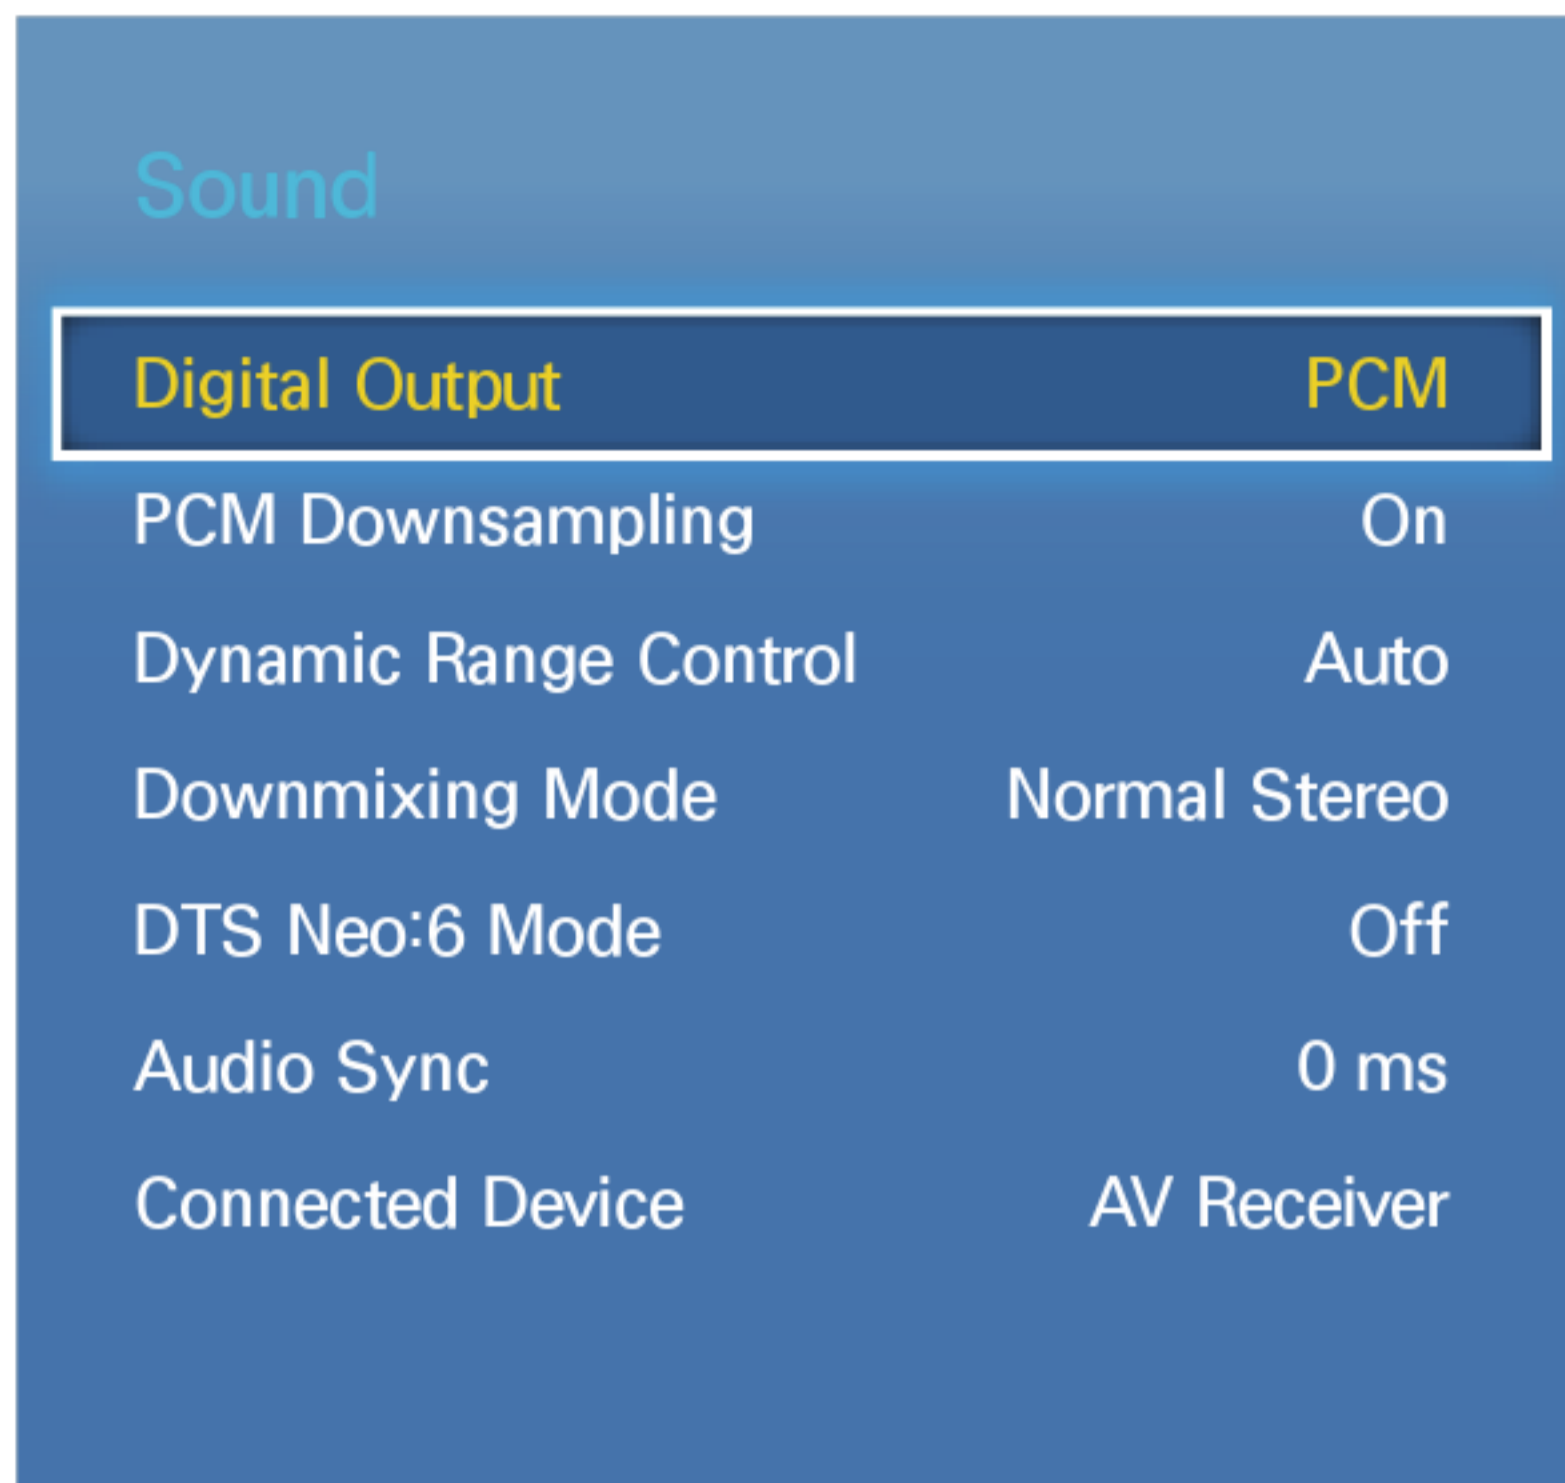 Sound
Digital Output PCM
PCM Downsampling On
Dynamic Range Control Auto
Downmixing Mode Normal Stereo
DTS Neo:6 Mode Off
Audio Sync 0 ms
Connected Device AV Receiver